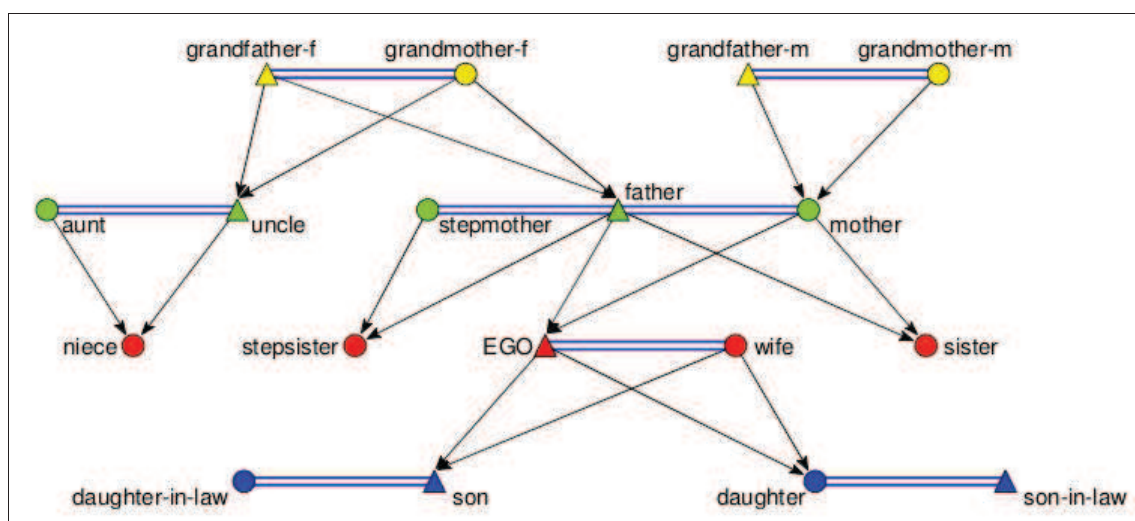 grandfather-f
grandmother-f
grandfather-m
grandmother-m
father
aunt
uncle
stepmother
mother
niece
stepsister
EGO
wife
sister
daughter-in-law
son
daughter
son-in-law